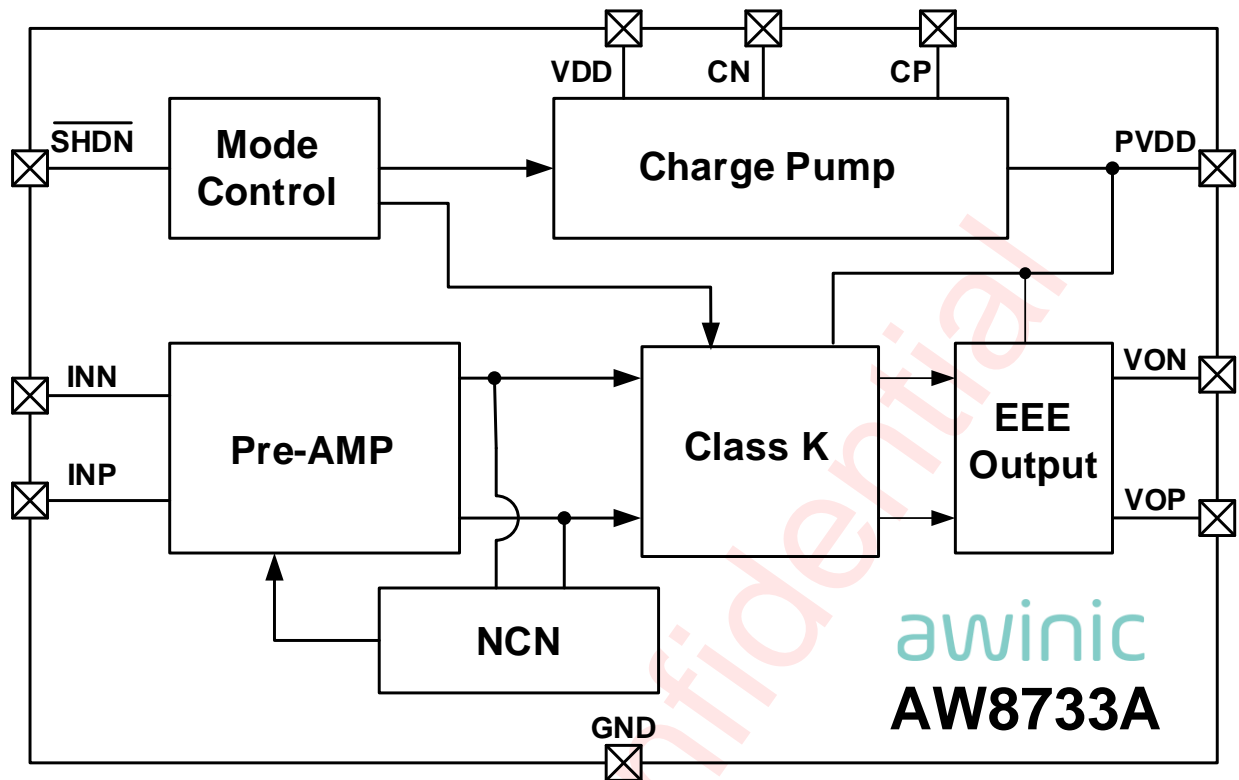 VDD
CN
CP
SHDN
Mode
Control
Charge Pump
PVDD
INN
INP
Pre-AMP
Class K
EEE
Output
VON
VOP
NCN
awinic
AW8733A
GND